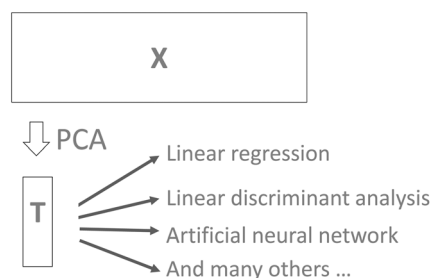 X
PCA
T
Linear regression
Linear discriminant analysis
Artificial neural network
And many others ...